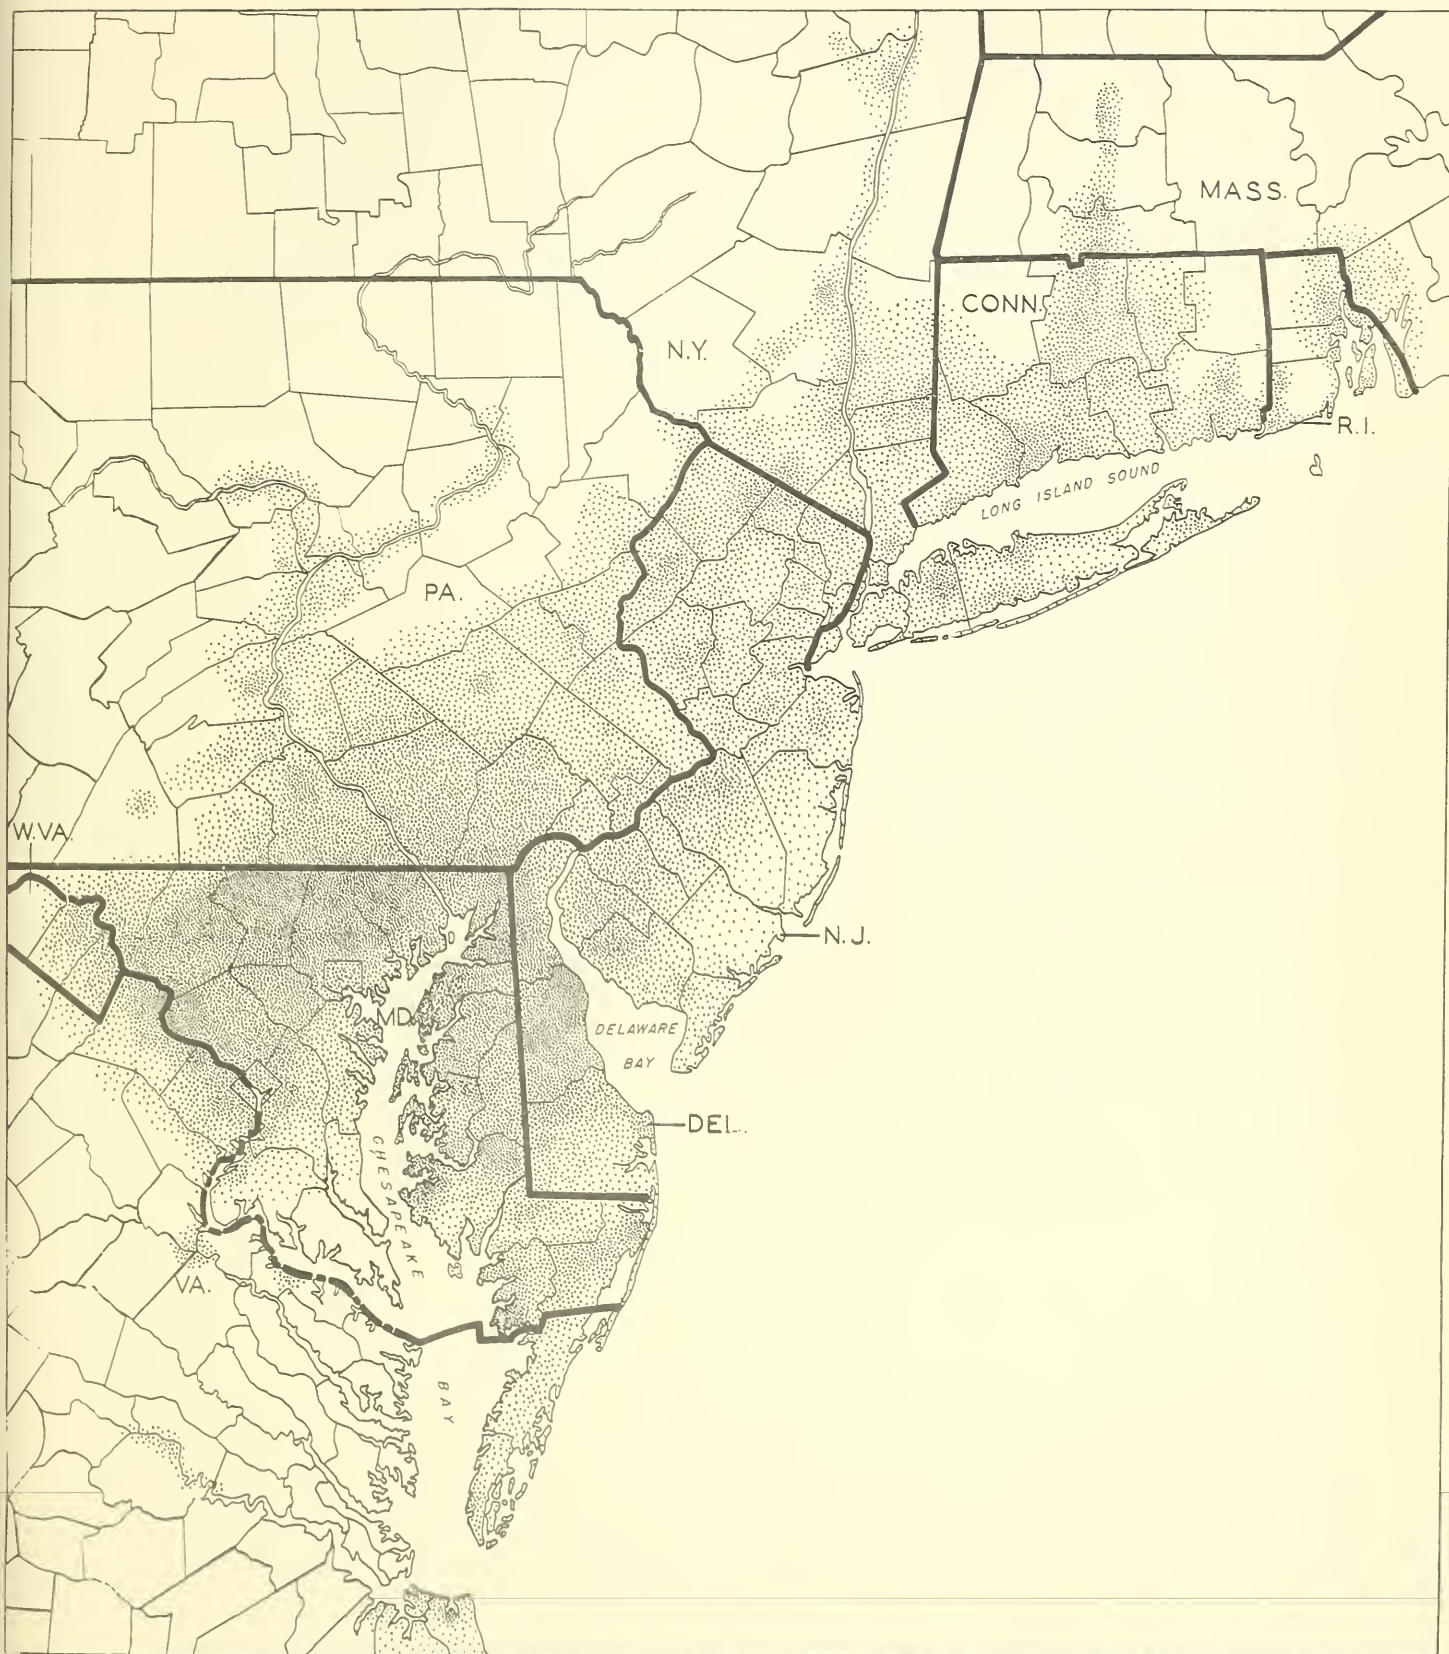 MASS.
CONN.
N.Y.
R.I.
LONG ISLAND SOUND
PA.
W.VA.
N.J.
MD.
DELAWARE
BAY
DEL.
CHESAPEAKE
VA.
BAY